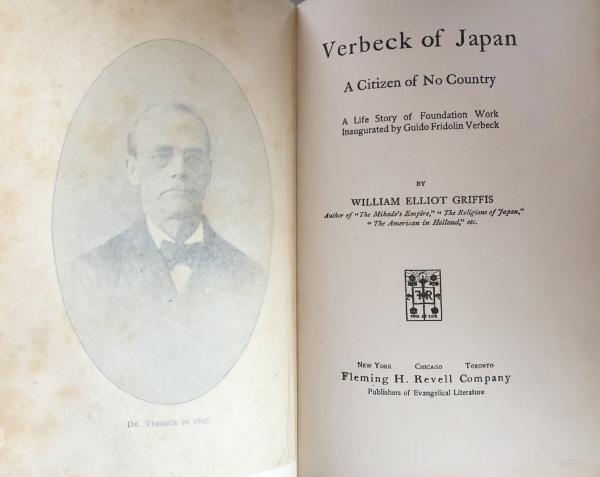 DR. VERBECK IN 1895.
Verbeck of Japan
A Citizen of No Country
A Life Story of Foundation Work
Inaugurated by Guido Fridolin Verbeck
BY
WILLIAM ELLIOT GRIFFIS
Author of "The Mikado's Empire," "The Religions of Japan,"
"The American in Holland," etc.
NEW YORK CHICAGO TORONTO
Fleming H. Revell Company
Publishers of Evangelical Literature